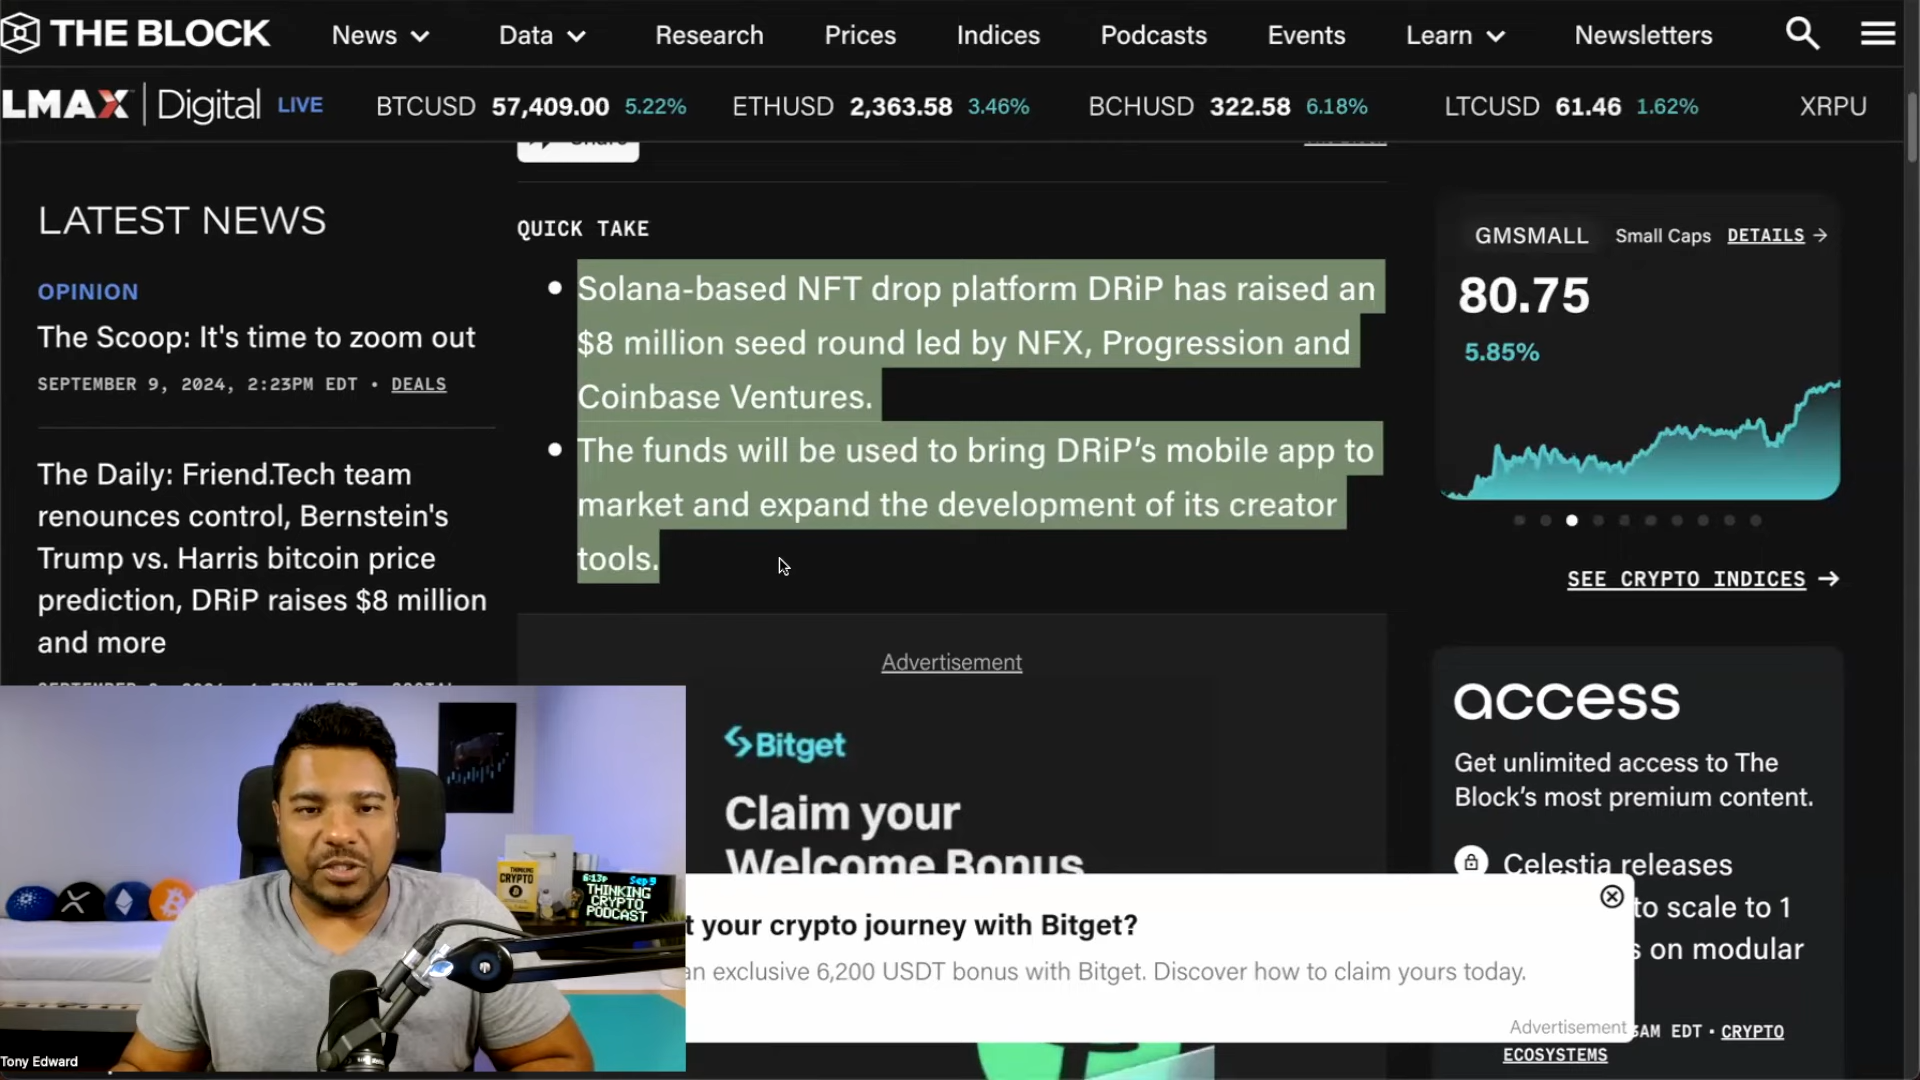 THE BLOCK
News
Data
Research
Prices
Indices
Podcasts
Events
Learn
Newsletters
LMAX Digital LIVE
BTCUSD 57,409.00 5.22%
ETHUSD 2,363.58 3.46%
BCHUSD 322.58 6.18%
LTCUSD 61.46 1.62%
XRPU
LATEST NEWS
OPINION
The Scoop: It's time to zoom out
SEPTEMBER 9, 2024, 2:23PM EDT • DEALS
The Daily: Friend.Tech team
renounces control, Bernstein's
Trump vs. Harris bitcoin price
prediction, DRiP raises $8 million
and more
QUICK TAKE
• Solana-based NFT drop platform DRiP has raised an
$8 million seed round led by NFX, Progression and
Coinbase Ventures.
• The funds will be used to bring DRiP’s mobile app to
market and expand the development of its creator
tools.
Advertisement
Bitget
Claim your
Welcome Bonus
t your crypto journey with Bitget?
an exclusive 6,200 USDT bonus with Bitget. Discover how to claim yours today.
Advertisement
GMSMALL Small Caps DETAILS →
80.75
5.85%
SEE CRYPTO INDICES →
access
Get unlimited access to The
Block’s most premium content.
Celestia releases
to scale to 1
s on modular
AM EDT • CRYPTO
ECOSYSTEMS
THINKING
CRYPTO
6:13P Sep 9
THINKING
CRYPTO
PODCAST
Tony Edward